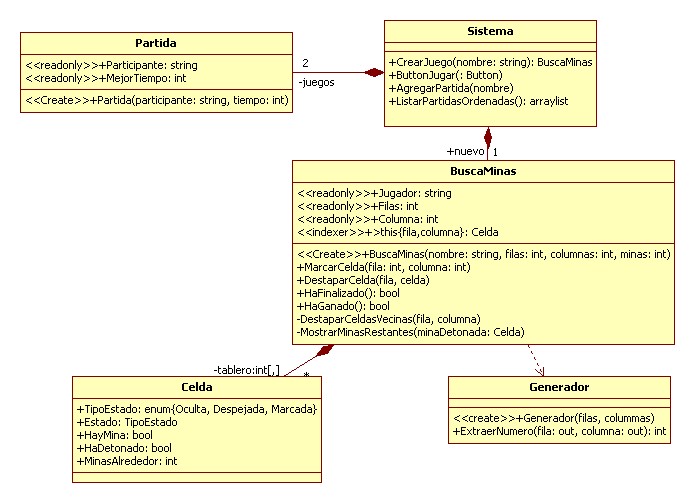 Partida
<<readonly>>+Participante: string
<<readonly>>+MejorTiempo: int
<<Create>>+Partida(participante: string, tiempo: int)
2
-juegos
Sistema
+CrearJuego(nombre: string): BuscaMinas
+ButtonJugar(: Button)
+AgregarPartida(nombre)
+ListarPartidasOrdenadas(): arraylist
+nuevo
1
BuscaMinas
<<readonly>>+Jugador: string
<<readonly>>+Filas: int
<<readonly>>+Columna: int
<<indexer>>+>this{fila,columna}: Celda
<<Create>>+BuscaMinas(nombre: string, filas: int, columnas: int, minas: int)
+MarcarCelda(fila: int, columna: int)
+DestaparCelda(fila, celda)
+HaFinalizado(): bool
+HaGanado(): bool
-DestaparCeldasVecinas(fila, columna)
-MostrarMinasRestantes(minaDetonada: Celda)
-tablero:int[,]
*
Celda
+TipoEstado: enum{Oculta, Despejada, Marcada}
+Estado: TipoEstado
+HayMina: bool
+HaDetonado: bool
+MinasAlrededor: int
Generador
<<create>>+Generador(filas, colummas)
+ExtraerNumero(fila: out, columna: out): int